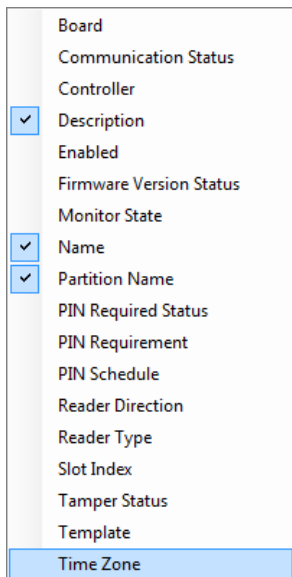 Board
Communication Status
Controller
Description
Enabled
Firmware Version Status
Monitor State
Name
Partition Name
PIN Required Status
PIN Requirement
PIN Schedule
Reader Direction
Reader Type
Slot Index
Tamper Status
Template
Time Zone